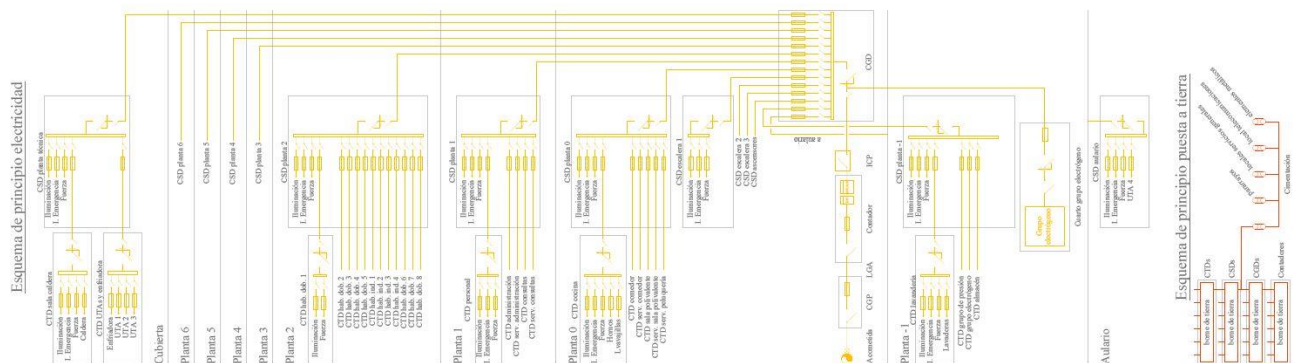 Esquema de principio electricidad
CSD planta técnica
Iluminación
I. Emergencia
Fuerza
CTD sala caldera
Iluminación
I. Emergencia
Fuerza
Caldera
CTD UTAs y enfriadora
Enfriadora
UTA 1
UTA 2
UTA 3
Cubierta
CSD planta 6
Planta 6
CSD planta 5
Planta 5
CSD planta 4
Planta 4
CSD planta 3
Planta 3
CSD planta 2
Iluminación
I. Emergencia
Fuerza
CTD hab. dob. 1
Iluminación
I. Emergencia
Fuerza
CTD hab. dob. 2
CTD hab. dob. 3
CTD hab. dob. 4
CTD hab. dob. 5
CTD hab. ind. 1
CTD hab. ind. 2
CTD hab. ind. 3
CTD hab. ind. 4
CTD hab. dob. 6
CTD hab. dob. 7
CTD hab. dob. 8
Planta 2
CSD planta 1
Iluminación
I. Emergencia
Fuerza
CTD personal
Iluminación
I. Emergencia
Fuerza
CTD administración
CTD serv. administración
CTD consultas
CTD serv. consultas
Planta 1
CSD planta 0
Iluminación
I. Emergencia
Fuerza
CTD cocina
Iluminación
I. Emergencia
Fuerza
Hornos
Lavavajillas
CTD comedor
CTD serv. comedor
CTD sala polivalente
CTD serv. sala polivalente
CTD serv. peluquería
Planta 0
CSD escalera 1
Iluminación
I. Emergencia
Fuerza
CSD escalera 2
CSD escalera 3
CSD ascensores
a aulario
CGD
ICP
Contador
LGA
CGP
Acometida
CSD planta -1
Iluminación
I. Emergencia
Fuerza
CTD lavandería
Iluminación
I. Emergencia
Fuerza
Lavadoras
CTD grupo de presión
CTD grupo electrógeno
CTD almacén
Planta -1
Grupo
electrógeno
Cuarto grupo electrógeno
CSD aulario
Iluminación
I. Emergencia
Fuerza
UTA 4
Aulario
Esquema de principio puesta a tierra
Pararrayos
locales servicios generales
local telecomunicaciones
elementos metálicos
Cimentación
CTDs
CSDs
CGDs
Contadores
borne de tierra
borne de tierra
borne de tierra
borne de tierra